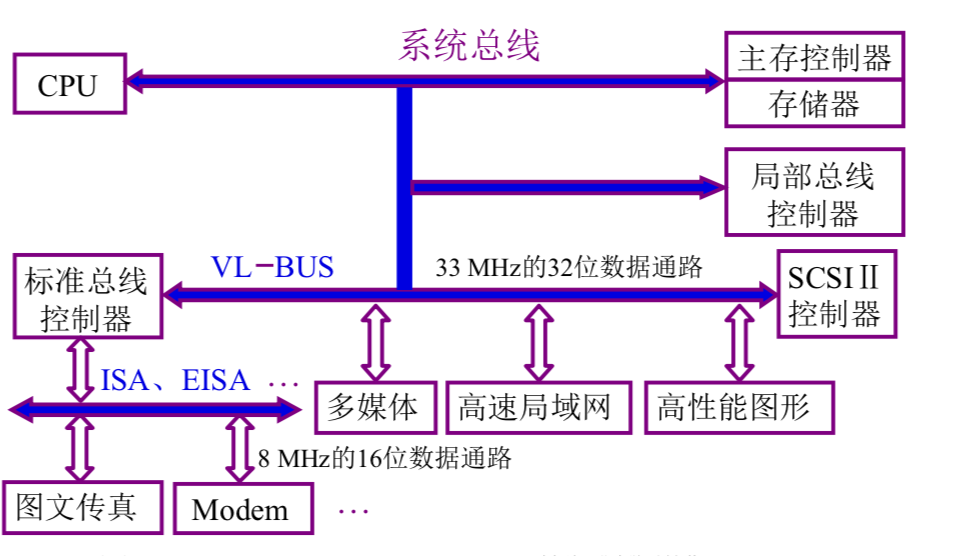 系统总线
CPU
主存控制器
存储器
局部总线
控制器
VL-BUS
33 MHz的32位数据通路
标准总线
控制器
SCSIⅡ
控制器
ISA、EISA …
多媒体
高速局域网
高性能图形
8 MHz的16位数据通路
图文传真
Modem
…